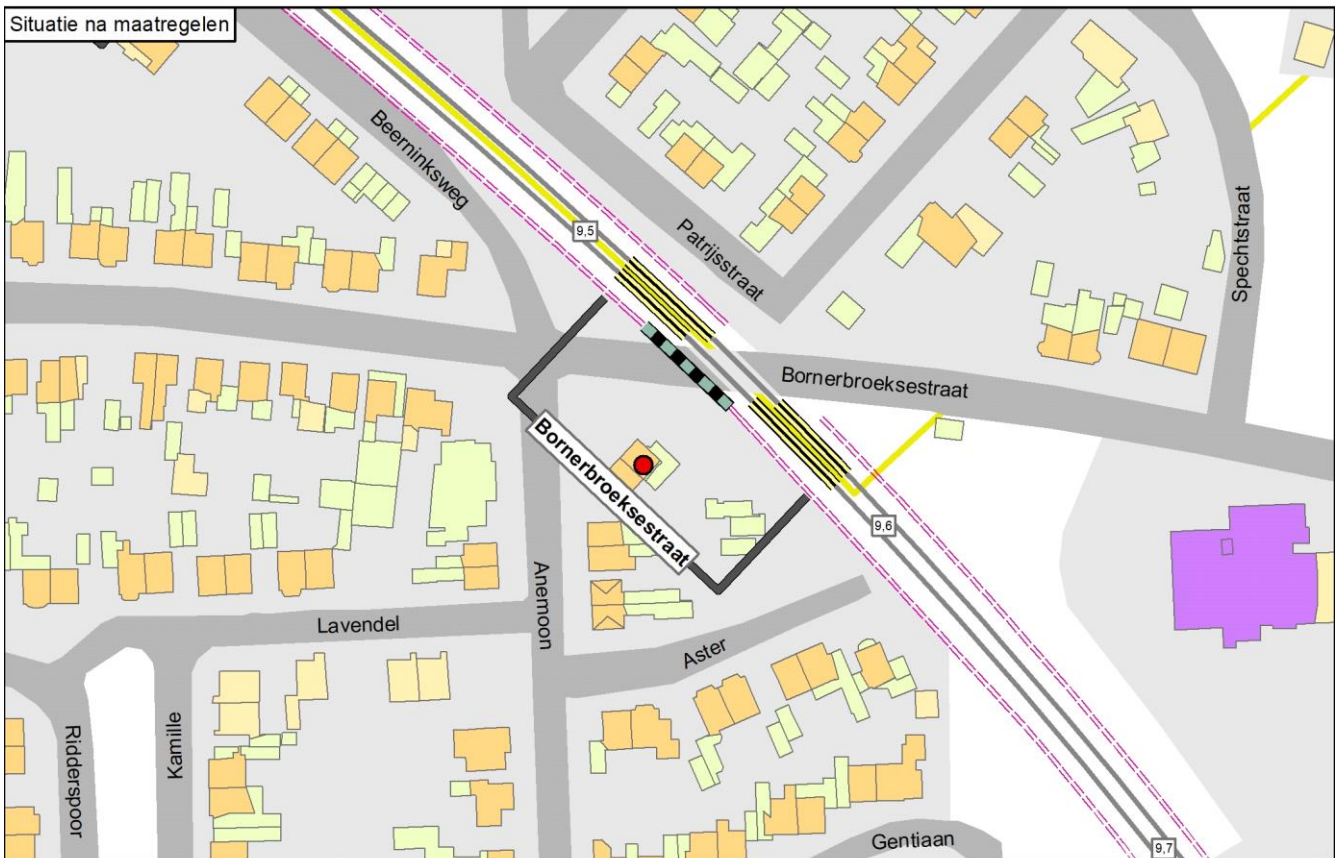 Situatie na maatregelen
Beerninksweg
9,5
Patrijsstraat
Spechtstraat
Bornerbroeksestraat
Bornerbroeksestraat
9,6
Anemoon
Lavendel
Aster
Ridderspoor
Kamille
Gentiaan
9,7